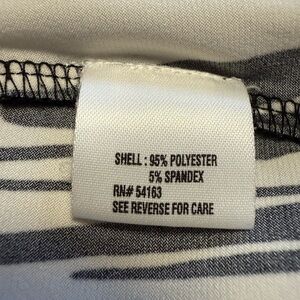 SHELL : 95% POLYESTER
5% SPANDEX
RN# 54163
SEE REVERSE FOR CARE